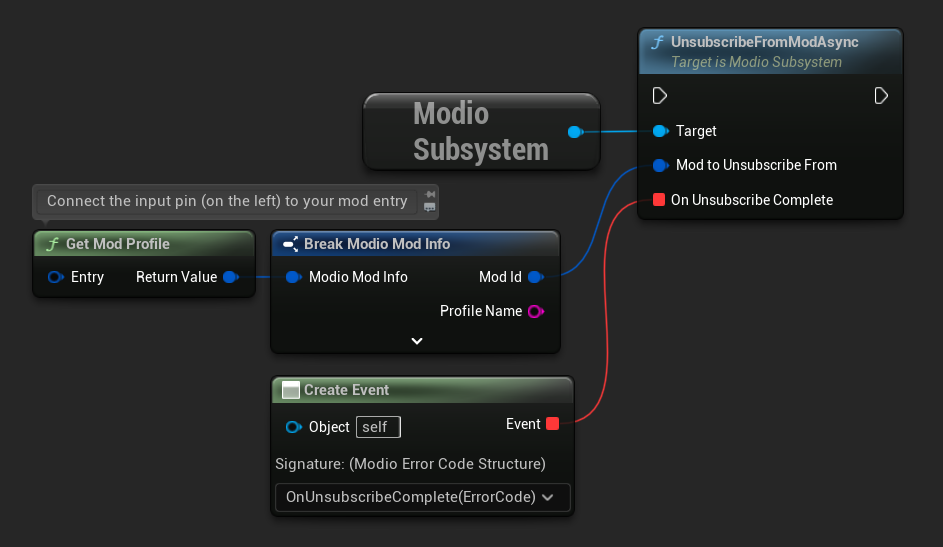 UnsubscribeFromModAsync
Target is Modio Subsystem
Modio
Subsystem
Target
Mod to Unsubscribe From
On Unsubscribe Complete
Connect the input pin (on the left) to your mod entry
Get Mod Profile
Entry
Return Value
Break Modio Mod Info
Modio Mod Info
Mod Id
Profile Name
Create Event
Object
self
Event
Signature: (Modio Error Code Structure)
OnUnsubscribeComplete(ErrorCode)